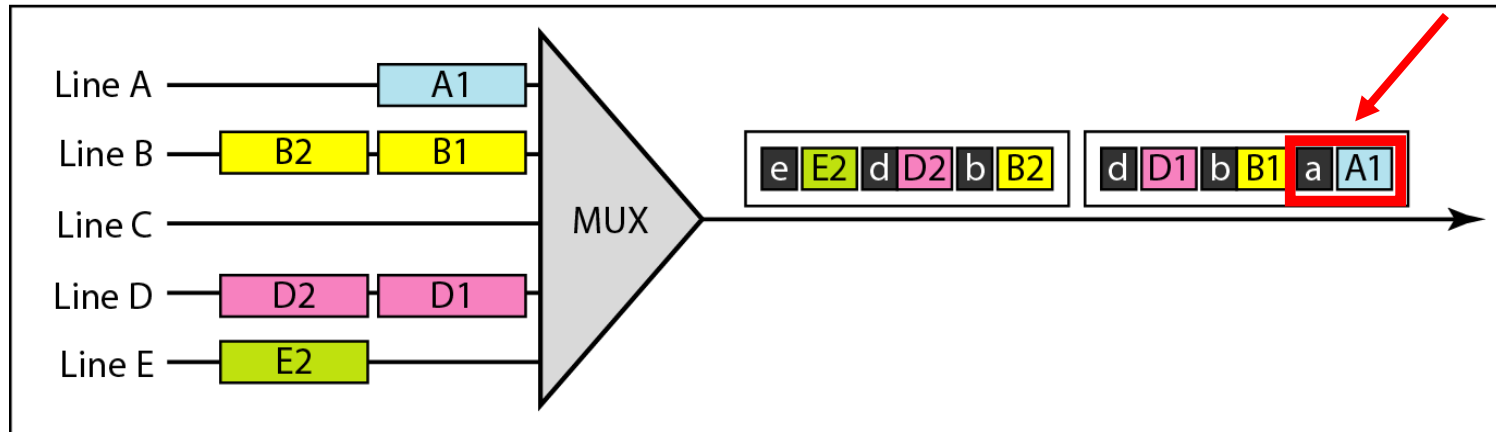 Line A A1
Line B B2 B1
e E2 d D2 b B2 d D1 b B1 a A1
Line C MUX
Line D D2 D1
Line E E2